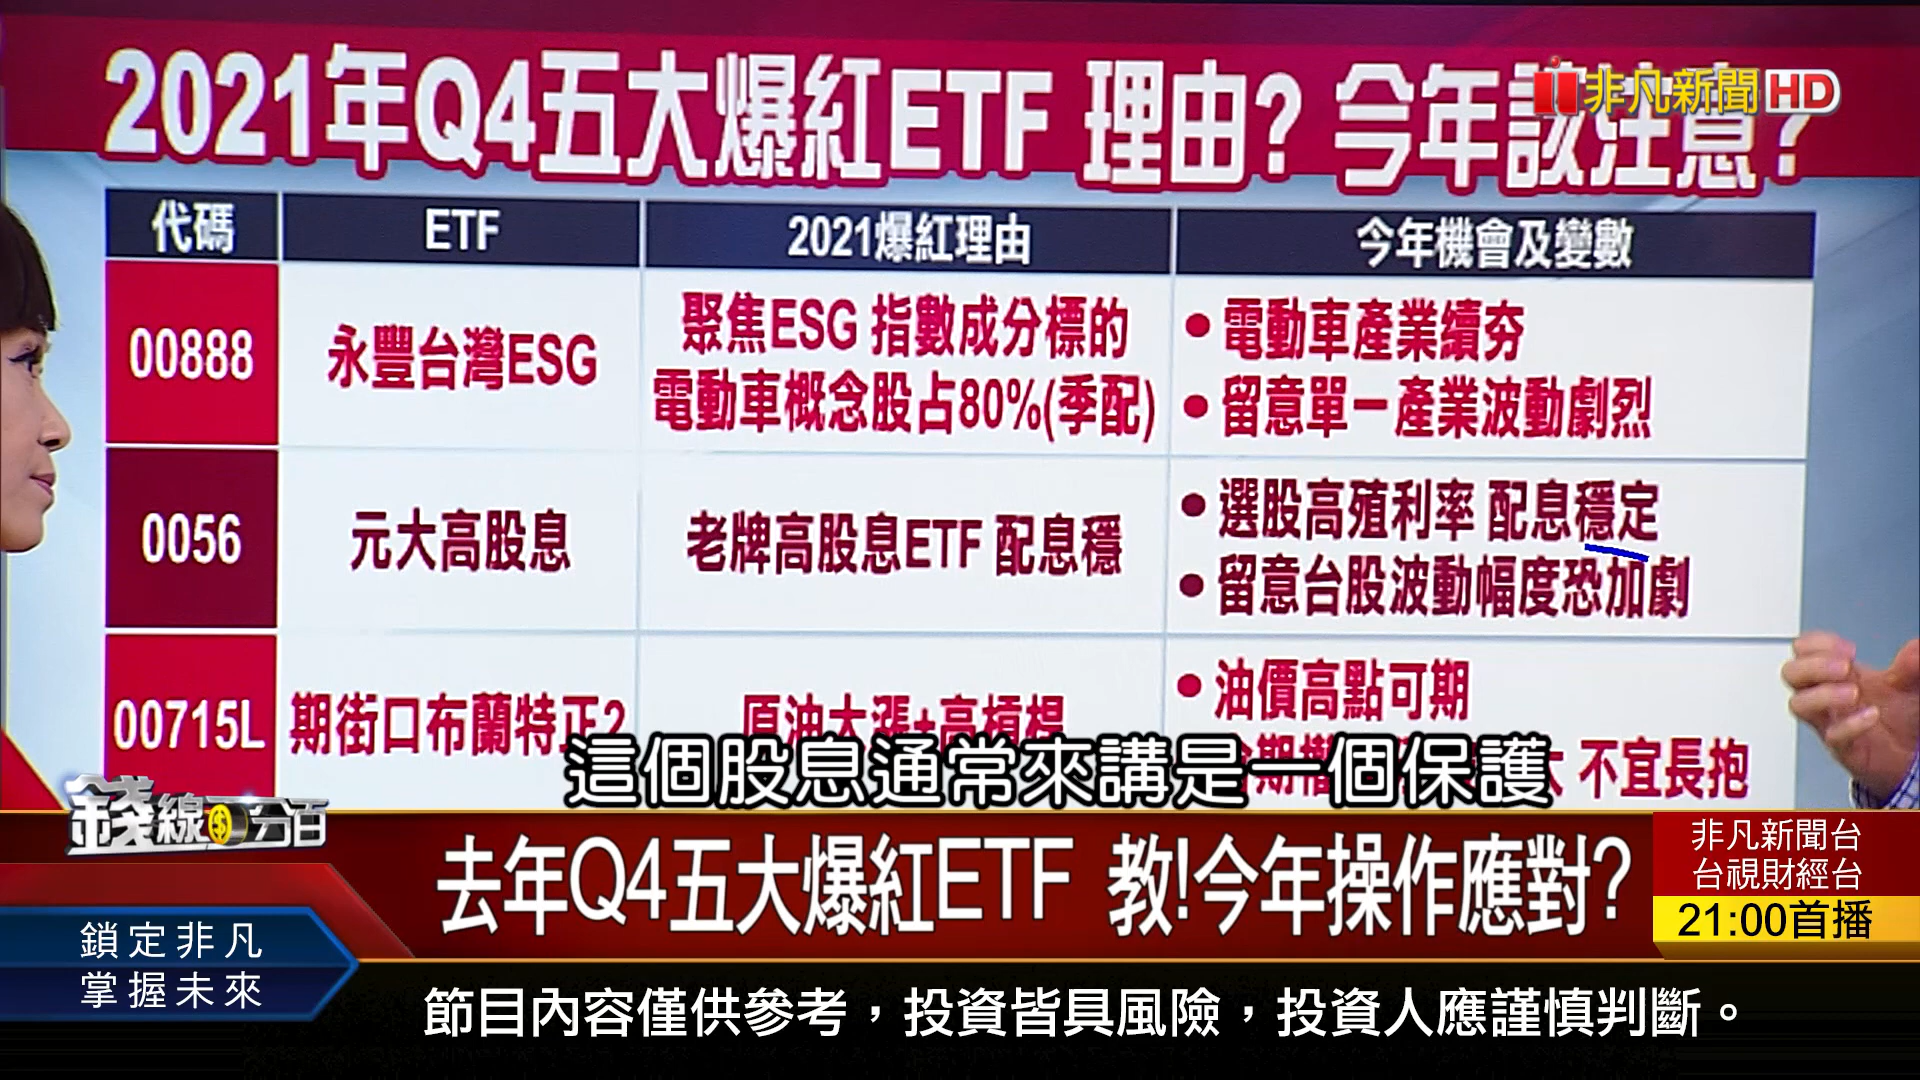 2021年Q4五大爆紅ETF 理由? 今年該注意?
非凡新聞HD
代碼 ETF 2021爆紅理由 今年機會及變數
00888 永豐台灣ESG
聚焦ESG 指數成分標的
電動車概念股占80%(季配)
• 電動車產業續夯
• 留意單一產業波動劇烈
0056 元大高股息 老牌高股息ETF 配息穩
• 選股高殖利率 配息穩定
• 留意台股波動幅度恐加劇
00715L 期街口布蘭特正2 原油大漲+高槓桿
• 油價高點可期
大 不宜長抱
這個股息通常來講是一個保護
錢線百分百
去年Q4五大爆紅ETF 教!今年操作應對?
非凡新聞台
台視財經台
21:00首播
鎖定非凡
掌握未來
節目內容僅供參考，投資皆具風險，投資人應謹慎判斷。